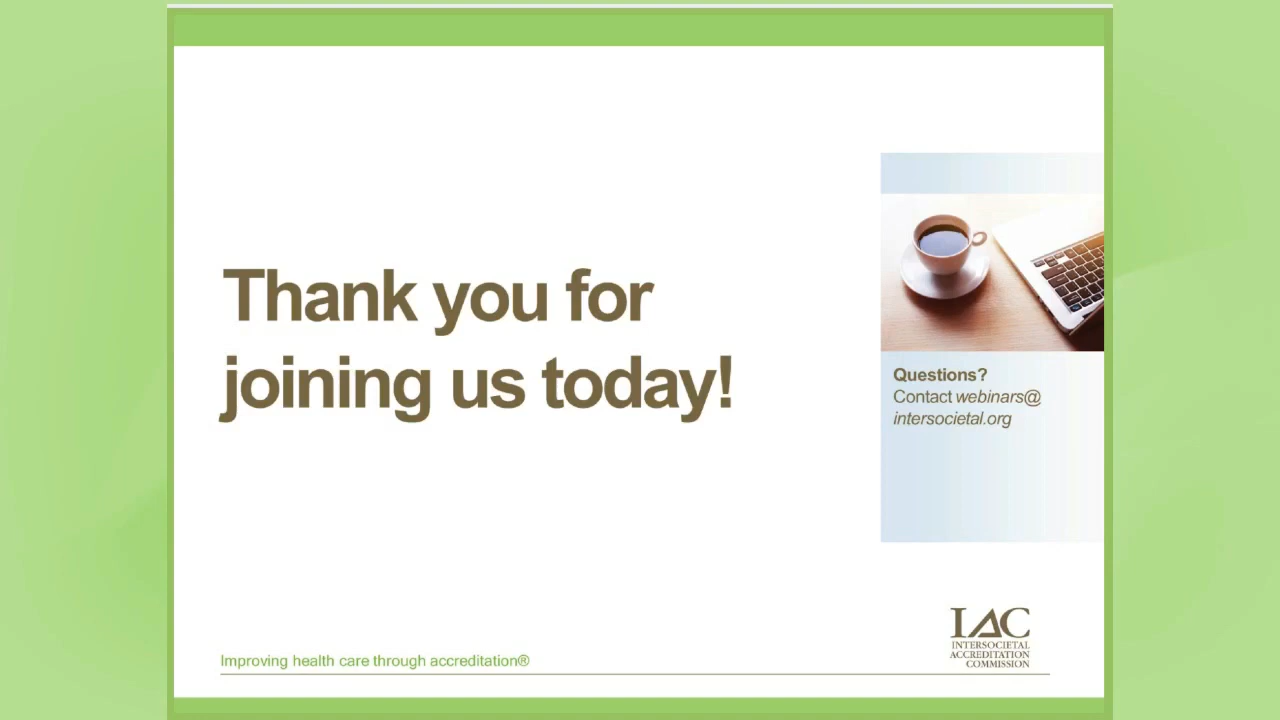 Thank you for
joining us today!
Questions?
Contact webinars@
intersocietal.org
Improving health care through accreditation®
IAC
INTERSOCIETAL
ACCREDITATION
COMMISSION